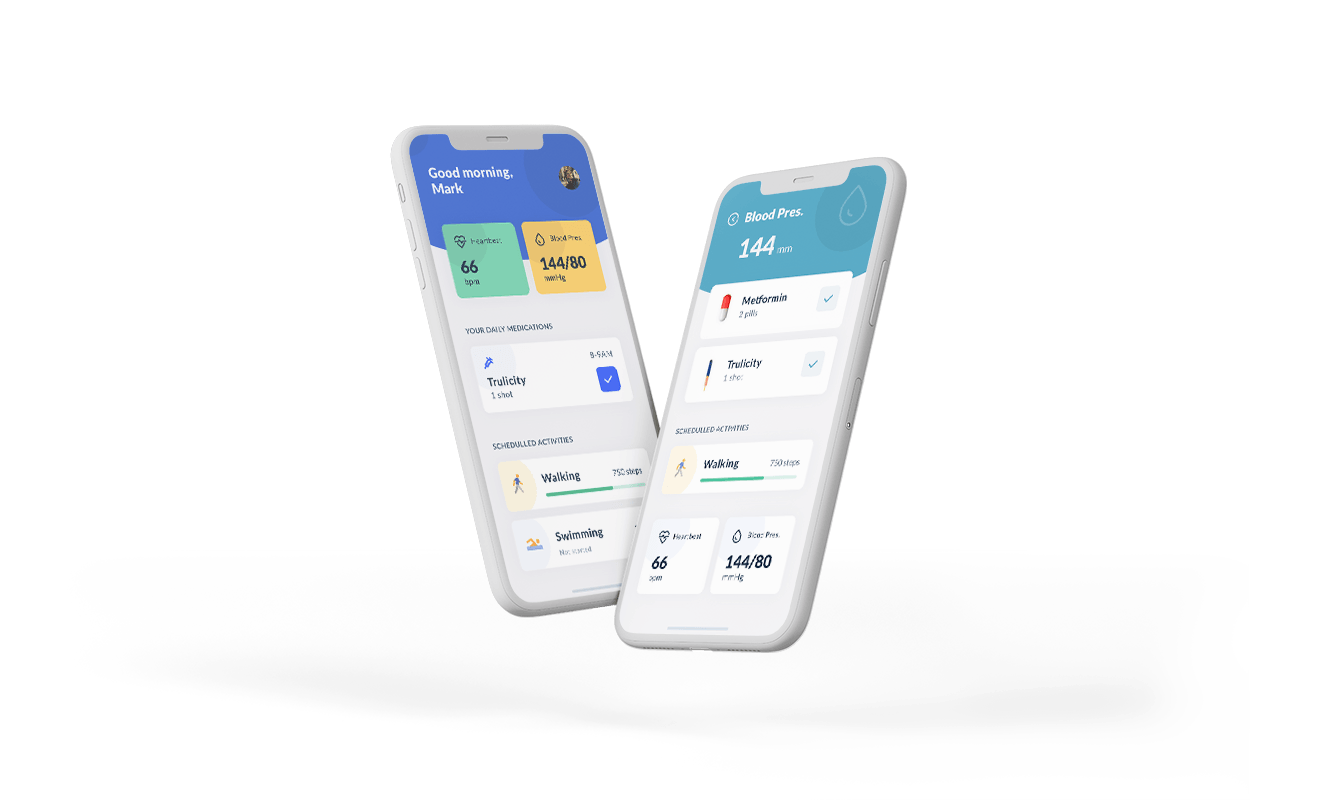 Good morning,
Mark
Heartbeat
Blood Pres.
66
bpm
144/80
mmHg
YOUR DAILY MEDICATIONS
8-9AM
Trulicity
1 shot
SCHEDULLED ACTIVITIES
Walking
750 steps
Swimming
Not started
Blood Pres.
144 mm
Metformin
2 pills
Trulicity
1 shot
SCHEDULLED ACTIVITIES
Walking
750 steps
Heartbeat
Blood Pres.
66
bpm
144/80
mmHg